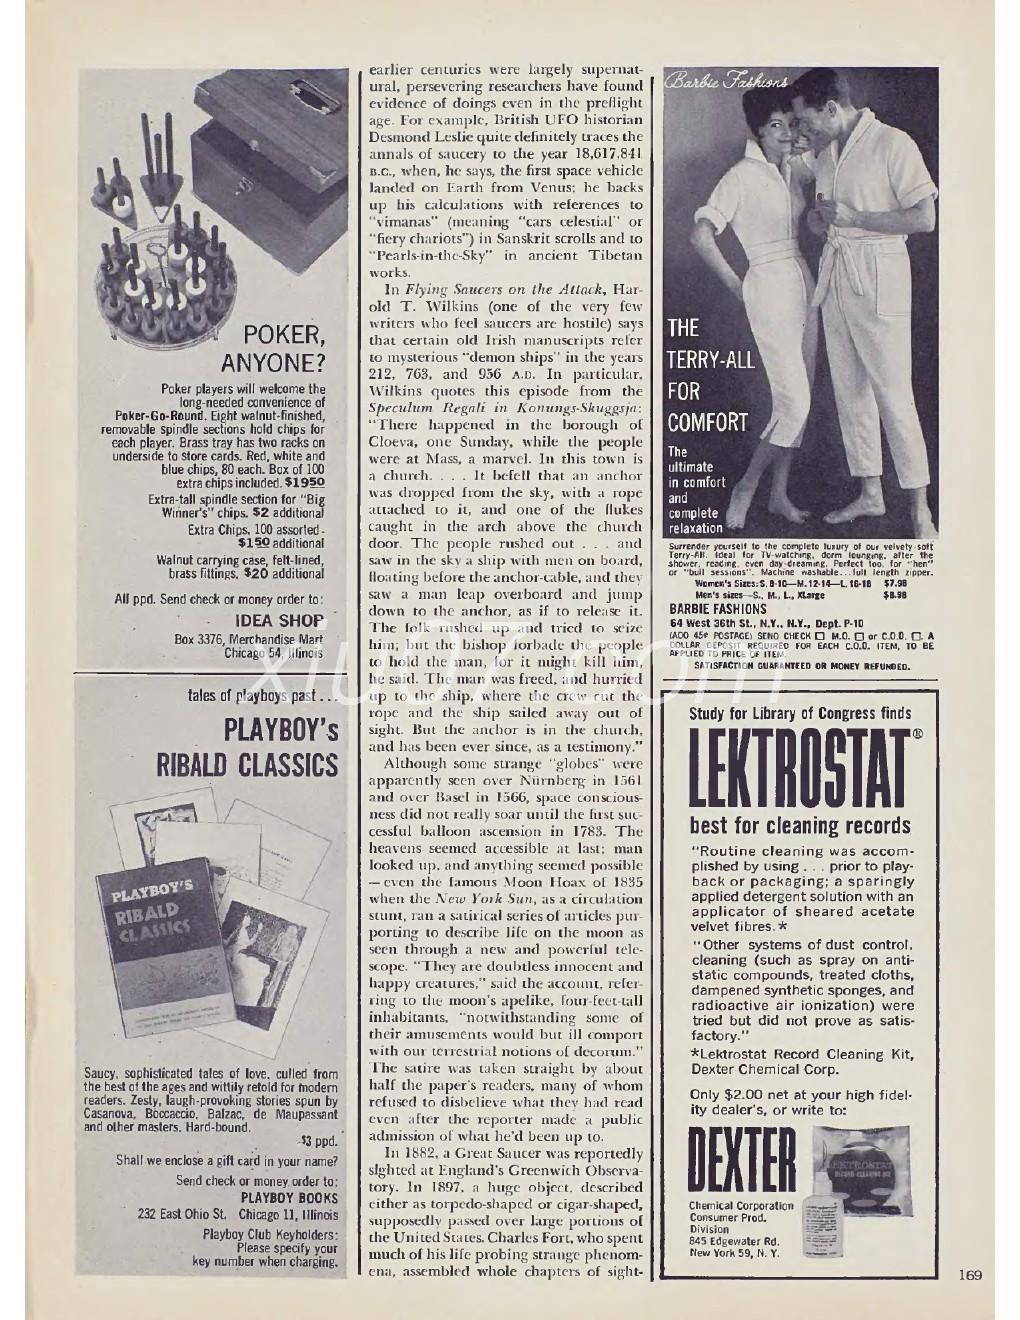 POKER,
ANYONE?
Poker players will welcome the
long-needed convenience of
Poker-Go-Round. Eight walnut-finished,
removable spindle sections hold chips for
each player. Brass tray has two racks on
underside to store cards. Red, white and
blue chips, 80 each. Box of 100
extra chips included. $1950
Extra-tall spindle section for "Big
Winner's" chips. $2 additional
Extra Chips, 100 assorted.
$150 additional
Walnut carrying case, felt-lined,
brass fittings, $20 additional
All ppd. Send check or money order to:
IDEA SHOP
Box 3376, Merchandise Mart
Chicago 54, Illinois
tales of playboys past...
PLAYBOY's
RIBALD CLASSICS
PLAYBOY'S
RIBALD
CLASSICS
Saucy, sophisticated tales of love, culled from
the best of the ages and wittily retold for modern
readers. Zesty, laugh-provoking stories spun by
Casanova, Boccaccio, Balzac, de Maupassant
and other masters. Hard-bound.
$3 ppd.
Shall we enclose a gift card in your name?
Send check or money order to:
PLAYBOY BOOKS
232 East Ohio St. Chicago 11, Illinois
Playboy Club Keyholders:
Please specify your
key number when charging.
earlier centuries were largely supernat-
ural, persevering researchers have found
evidence of doings even in the preflight
age. For example, British UFO historian
Desmond Leslie quite definitely traces the
annals of saucery to the year 18,617,841
B.C., when, he says, the first space vehicle
landed on Earth from Venus; he backs
up his calculations with references to
"vimanas" (meaning "cars celestial" or
"fiery chariots") in Sanskrit scrolls and to
"Pearls-in-the-Sky" in ancient Tibetan
works.
In Flying Saucers on the Attack, Har-
old T. Wilkins (one of the very few
writers who feel saucers are hostile) says
that certain old Irish manuscripts refer
to mysterious "demon ships" in the years
212, 763, and 956 A.D. In particular,
Wilkins quotes this episode from the
Speculum Regali in Konungs-Skuggsja:
"There happened in the borough of
Cloeva, one Sunday, while the people
were at Mass, a marvel. In this town is
a church. . . . It befell that an anchor
was dropped from the sky, with a rope
attached to it, and one of the flukes
caught in the arch above the church
door. The people rushed out . . . and
saw in the sky a ship with men on board,
floating before the anchor-cable, and they
saw a man leap overboard and jump
down to the anchor, as if to release it.
The folk rushed up and tried to seize
him; but the bishop forbade the people
to hold the man, for it might kill him,
he said. The man was freed, and hurried
up to the ship, where the crew cut the
rope and the ship sailed away out of
sight. But the anchor is in the church,
and has been ever since, as a testimony."
Although some strange "globes" were
apparently seen over Nürnberg in 1561
and over Basel in 1566, space conscious-
ness did not really soar until the first suc-
cessful balloon ascension in 1783. The
heavens seemed accessible at last; man
looked up, and anything seemed possible
—even the famous Moon Hoax of 1835
when the New York Sun, as a circulation
stunt, ran a satirical series of articles pur-
porting to describe life on the moon as
seen through a new and powerful tele-
scope. "They are doubtless innocent and
happy creatures," said the account, refer-
ring to the moon's apelike, four-feet-tall
inhabitants, "notwithstanding some of
their amusements would but ill comport
with our terrestrial notions of decorum."
The satire was taken straight by about
half the paper's readers, many of whom
refused to disbelieve what they had read
even after the reporter made a public
admission of what he'd been up to.
In 1882, a Great Saucer was reportedly
sighted at England's Greenwich Observa-
tory. In 1897, a huge object, described
either as torpedo-shaped or cigar-shaped,
supposedly passed over large portions of
the United States. Charles Fort, who spent
much of his life probing strange phenom-
ena, assembled whole chapters of sight-
Barbie Fashions
THE
TERRY-ALL
FOR
COMFORT
The
ultimate
in comfort
and
complete
relaxation
Surrender yourself to the complete luxury of our velvety-soft
Terry-All. Ideal for TV-watching, dorm lounging, after the
shower, reading, even day-dreaming. Perfect too, for "hen"
or "bull sessions". Machine washable...full length zipper.
Women's Sizes: S. 8-10—M. 12-14—L. 16-18 $7.98
Men's sizes—S., M., L., XLarge $8.98
BARBIE FASHIONS
64 West 36th St., N.Y., N.Y., Dept. P-10
(ADD 45¢ POSTAGE) SEND CHECK □ M.O. □ or C.O.D. □. A
DOLLAR DEPOSIT REQUIRED FOR EACH C.O.D. ITEM, TO BE
APPLIED TO PRICE OF ITEM.
SATISFACTION GUARANTEED OR MONEY REFUNDED.
Study for Library of Congress finds
LEKTROSTAT®
best for cleaning records
"Routine cleaning was accom-
plished by using . . . prior to play-
back or packaging; a sparingly
applied detergent solution with an
applicator of sheared acetate
velvet fibres.*
"Other systems of dust control,
cleaning (such as spray on anti-
static compounds, treated cloths,
dampened synthetic sponges, and
radioactive air ionization) were
tried but did not prove as satis-
factory."
*Lektrostat Record Cleaning Kit,
Dexter Chemical Corp.
Only $2.00 net at your high fidel-
ity dealer's, or write to:
DEXTER
Chemical Corporation
Consumer Prod.
Division
845 Edgewater Rd.
New York 59, N. Y.
LEKTROSTAT
169